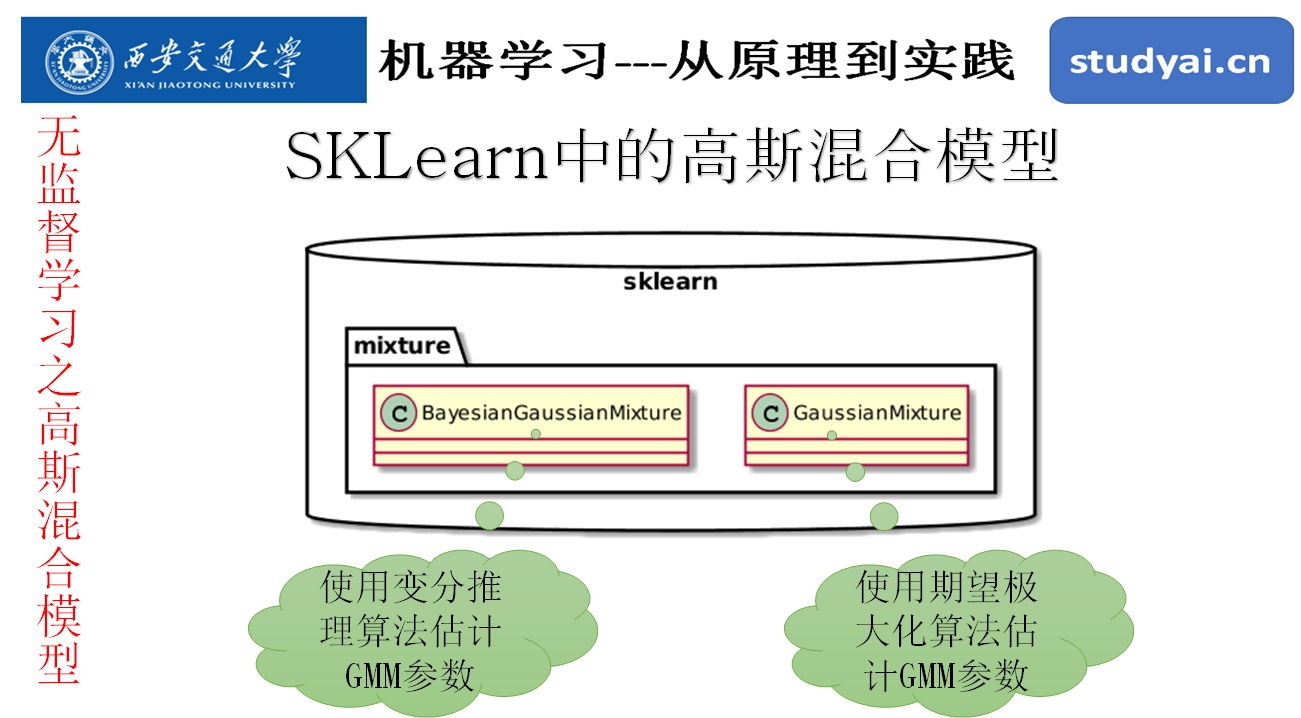 西安交通大学
XI'AN JIAOTONG UNIVERSITY
机器学习---从原理到实践
studyai.cn
无监督学习之高斯混合模型
SKLearn中的高斯混合模型
sklearn
mixture
C BayesianGaussianMixture
C GaussianMixture
使用变分推
理算法估计
GMM参数
使用期望极
大化算法估
计GMM参数